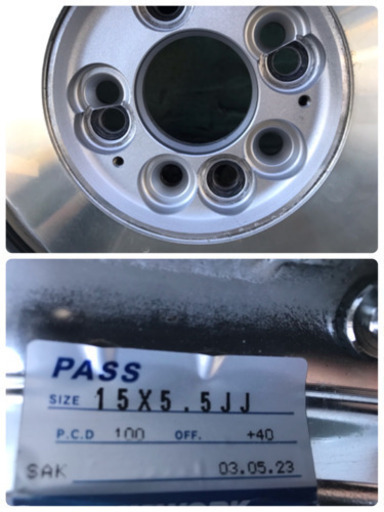 PASS
SIZE 15X5.5JJ
P.C.D 100 OFF. +40
SAK 03.05.23